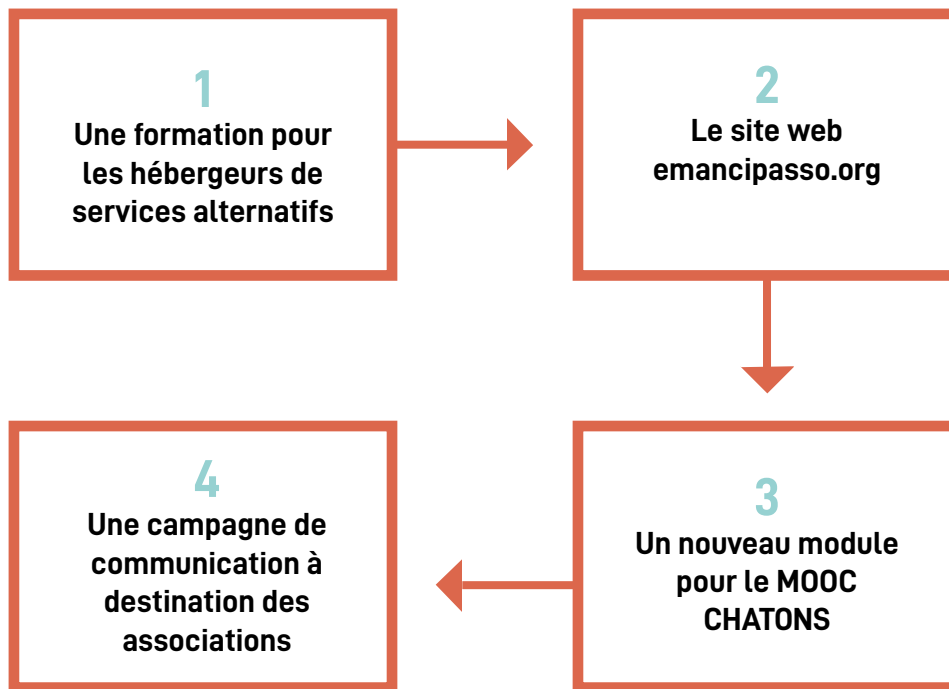 1
Une formation pour
les hébergeurs de
services alternatifs
2
Le site web
emancipasso.org
3
Un nouveau module
pour le MOOC
CHATONS
4
Une campagne de
communication à
destination des
associations